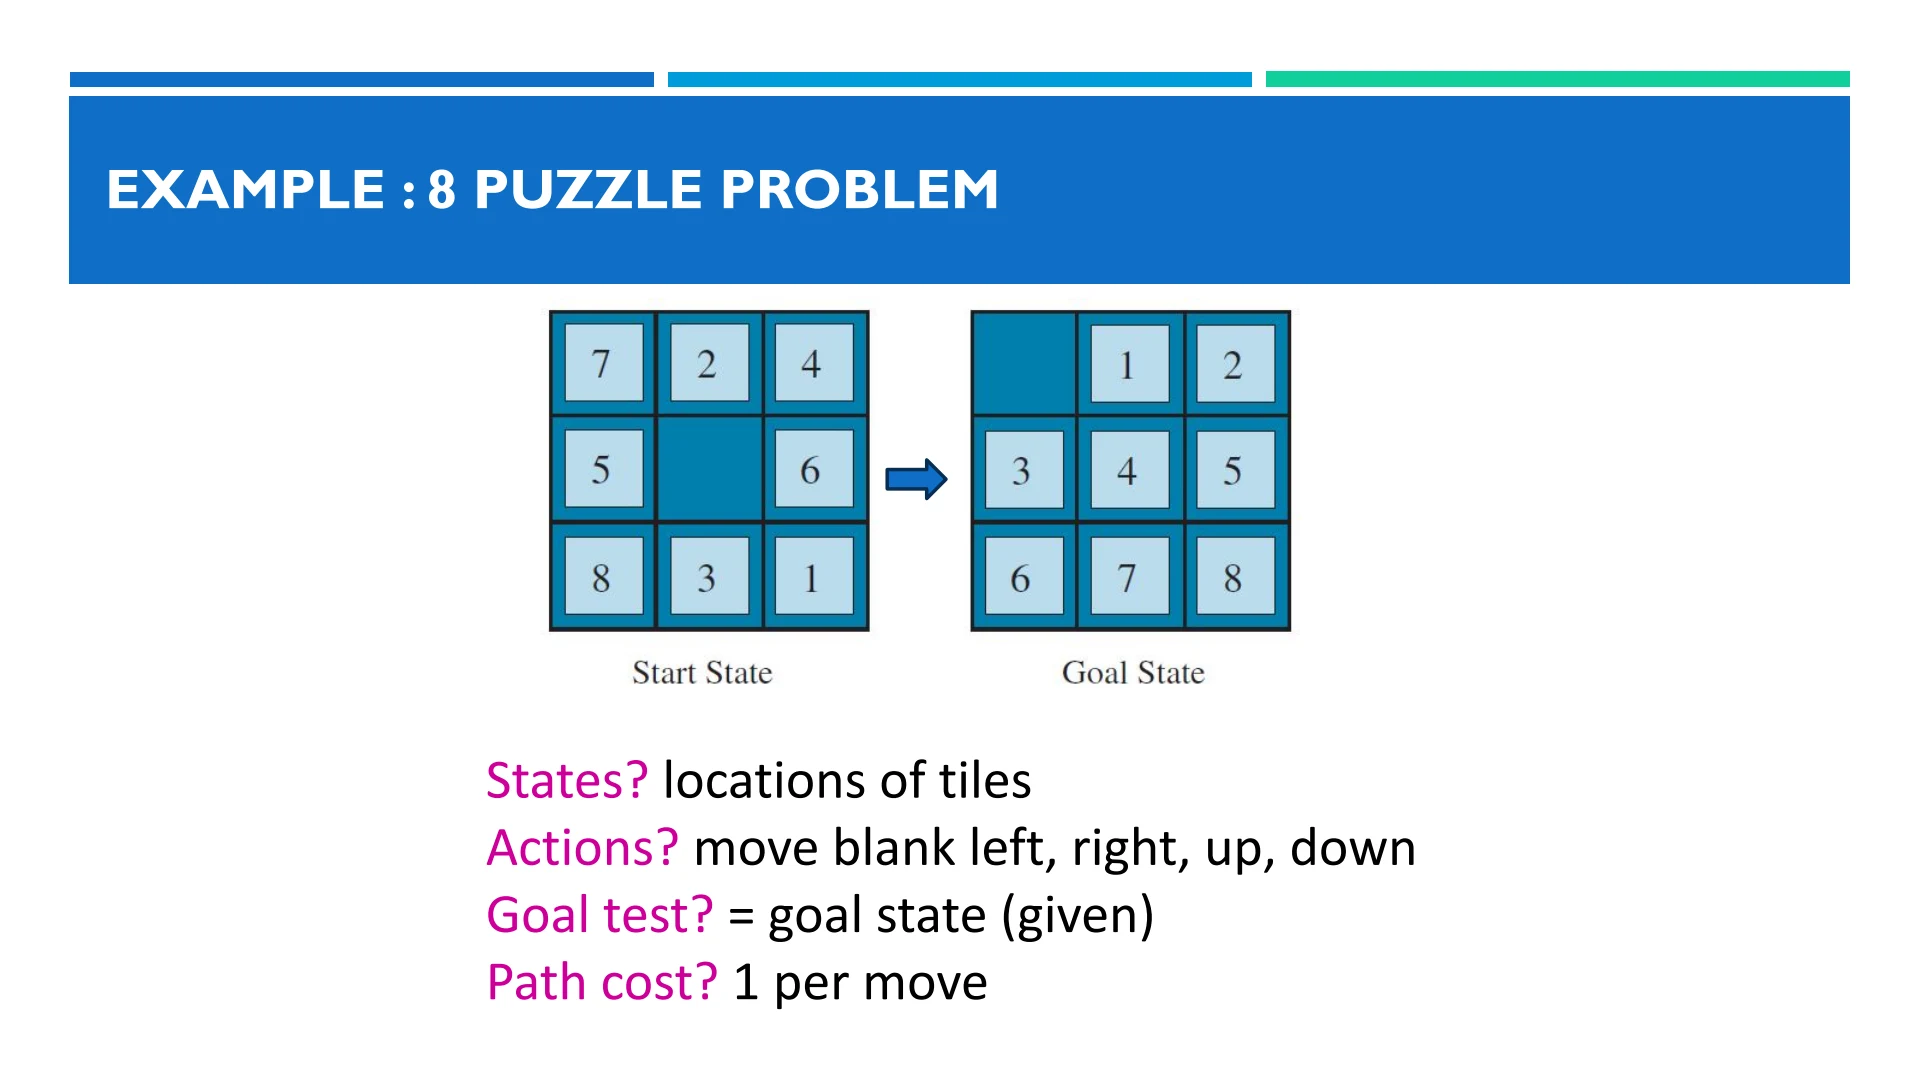 EXAMPLE : 8 PUZZLE PROBLEM
7 2 4
5 6
8 3 1
Start State
1 2
3 4 5
6 7 8
Goal State
States? locations of tiles
Actions? move blank left, right, up, down
Goal test? = goal state (given)
Path cost? 1 per move